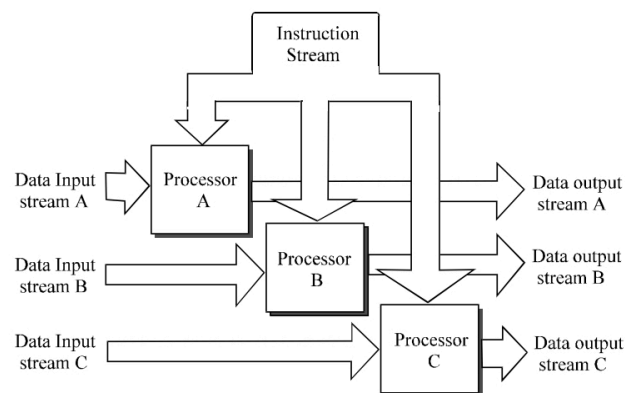 Instruction
Stream
Data Input
stream A
Processor
A
Data output
stream A
Data Input
stream B
Processor
B
Data output
stream B
Data Input
stream C
Processor
C
Data output
stream C